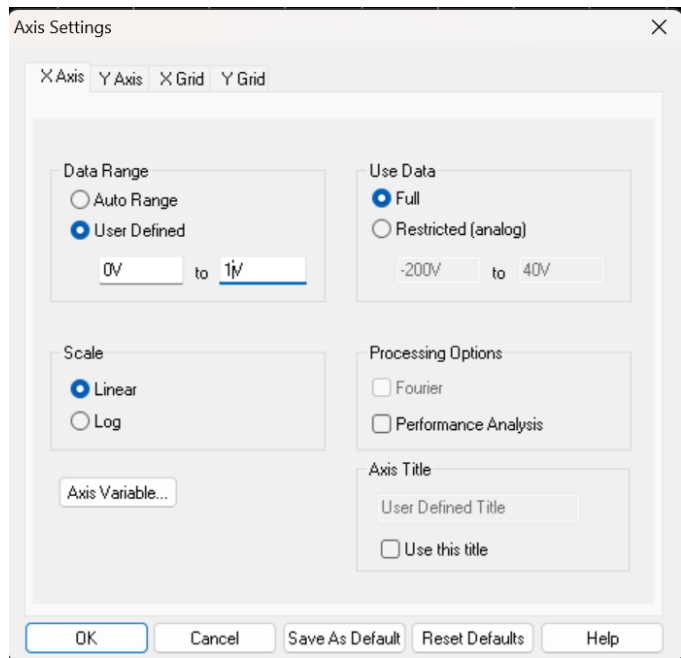 Axis Settings
X Axis Y Axis X Grid Y Grid
Data Range
Auto Range
User Defined
0V to 1V
Use Data
Full
Restricted (analog)
-200V to 40V
Scale
Linear
Log
Processing Options
Fourier
Performance Analysis
Axis Variable...
Axis Title
User Defined Title
Use this title
OK Cancel Save As Default Reset Defaults Help